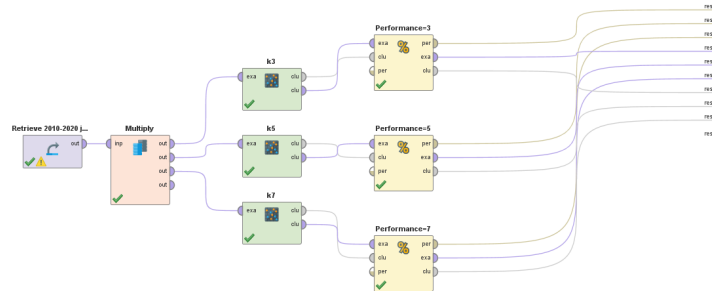 Retrieve 2010-2020 j...
out
Multiply
inp
out
out
out
out
k3
exa
clu
clu
k5
exa
clu
clu
k7
exa
clu
clu
Performance=3
exa
per
clu
exa
per
clu
Performance=5
exa
per
clu
exa
per
clu
Performance=7
exa
per
clu
exa
per
clu
res
res
res
res
res
res
res
res
res
res